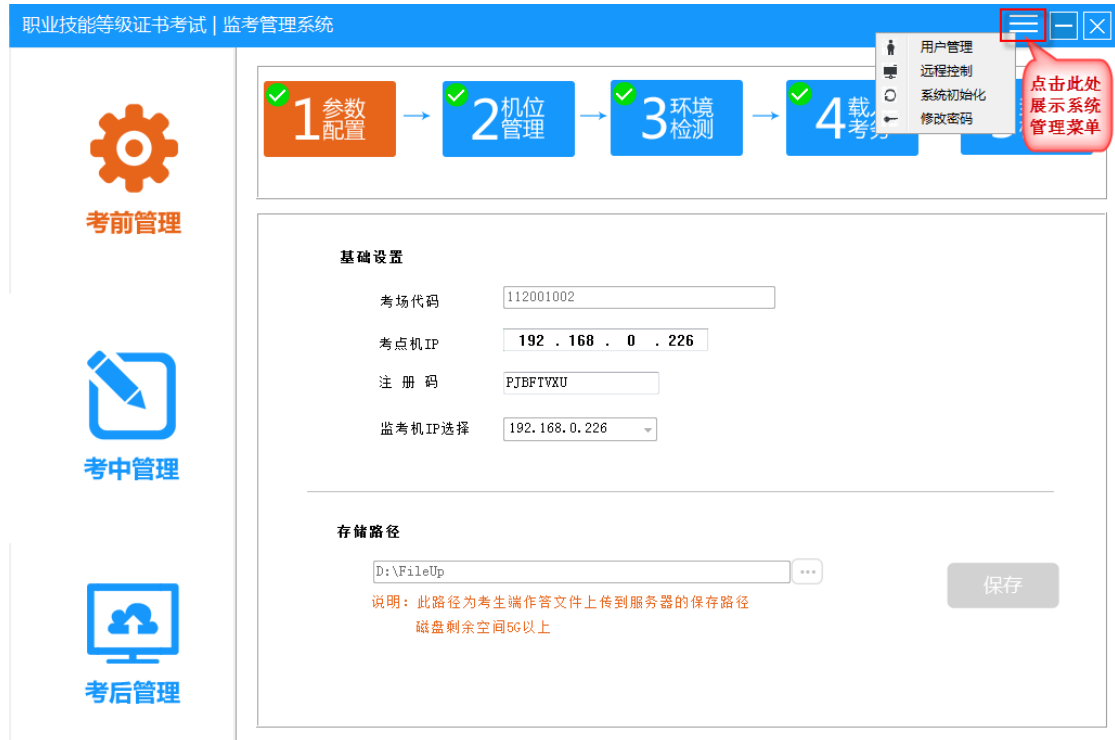 职业技能等级证书考试 | 监考管理系统
用户管理
远程控制
系统初始化
修改密码
点击此处
展示系统
管理菜单
1 参数
配置
2 机位
管理
3 环境
检测
4
考前管理
考中管理
考后管理
基础设置
考场代码 112001002
考点机IP 192 . 168 . 0 . 226
注 册 码 PJBFTVXU
监考机IP选择 192.168.0.226
存储路径
D:\FileUp ...
保存
说明：此路径为考生端作答文件上传到服务器的保存路径
磁盘剩余空间5G以上